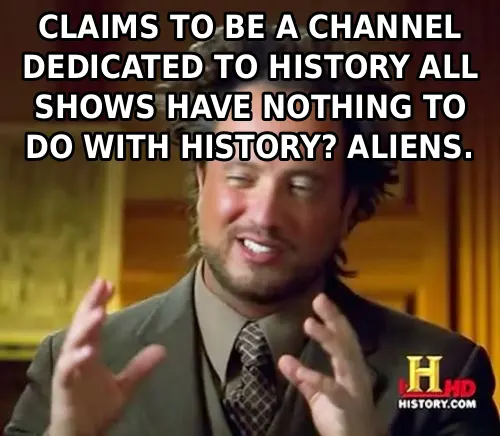 CLAIMS TO BE A CHANNEL
DEDICATED TO HISTORY ALL
SHOWS HAVE NOTHING TO
DO WITH HISTORY? ALIENS.
H HD
HISTORY.COM